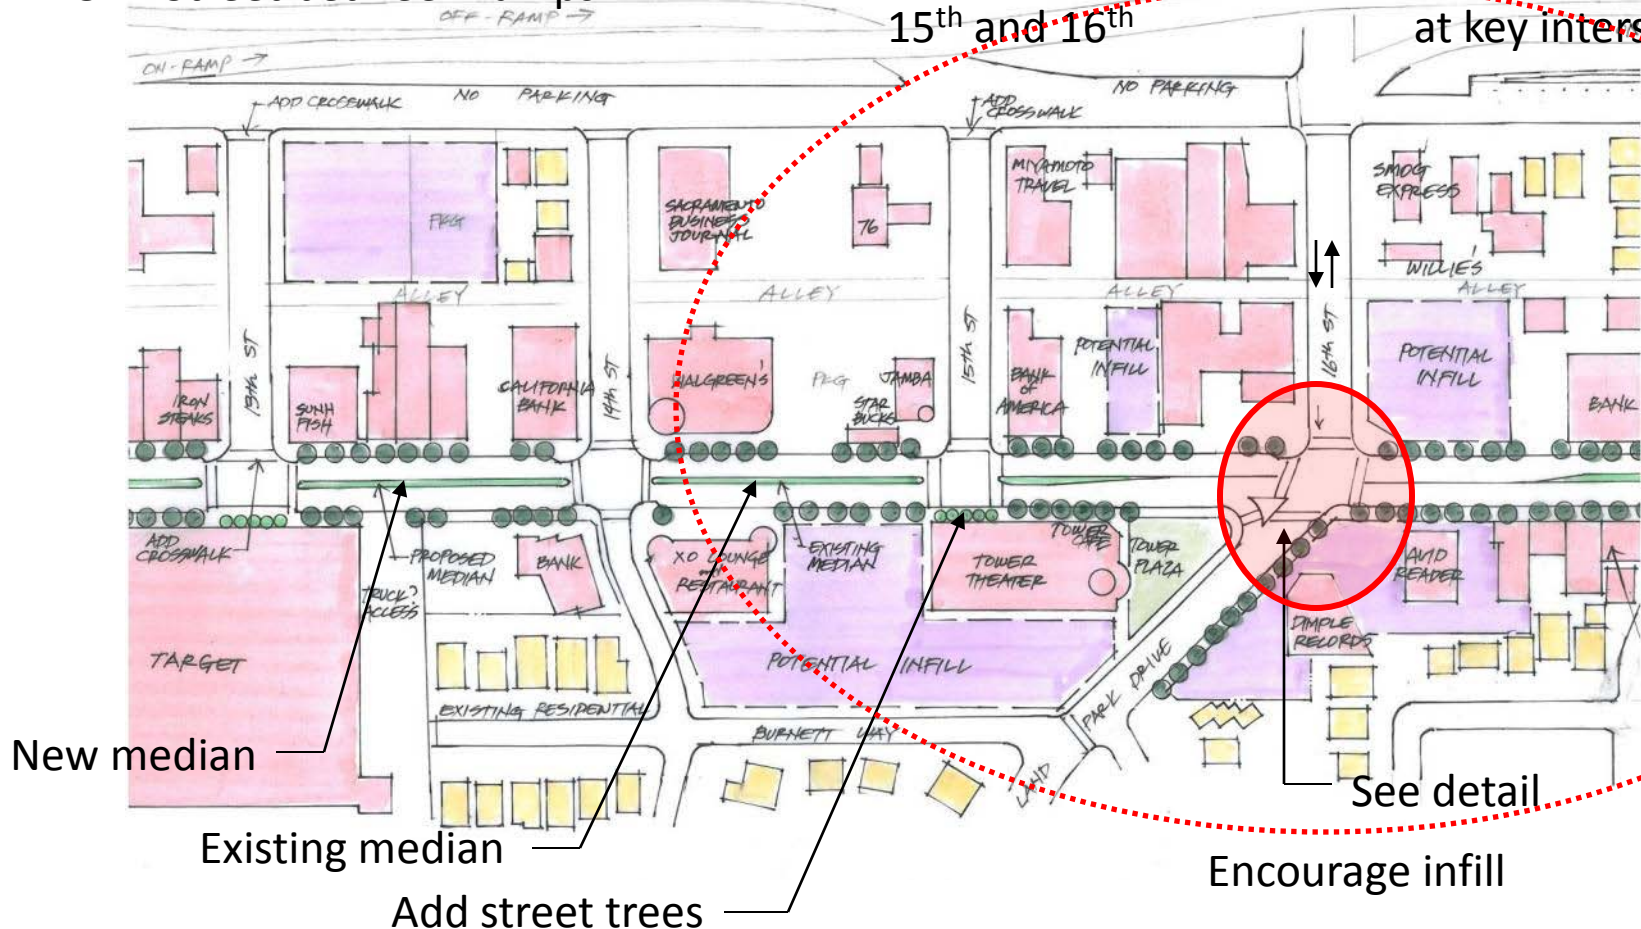 OFF-RAMP →
15th and 16th
at key inters
ON-RAMP →
ADD CROSSWALK
NO PARKING
ADD
CROSSWALK
NO PARKING
PKG
SACRAMENTO
BUSINESS
JOURNAL
76
MIYAMOTO
TRAVEL
SMOG
EXPRESS
WILLIE'S
ALLEY
ALLEY
ALLEY
ALLEY
13th ST
14th ST
15th ST
16th ST
IRON
STEAKS
SUNH
FISH
CALIFORNIA
BANK
WALGREEN'S
PKG
JAMBA
STAR
BUCKS
BANK
OF
AMERICA
POTENTIAL
INFILL
POTENTIAL
INFILL
BANK
ADD
CROSSWALK
PROPOSED
MEDIAN
TRUCK?
ACCESS
BANK
XO LOUNGE
RESTAURANT
EXISTING
MEDIAN
TOWER
THEATER
TOWER
CAFE
TOWER
PLAZA
AVID
READER
DIMPLE
RECORDS
TARGET
POTENTIAL INFILL
EXISTING RESIDENTIAL
BURNETT WAY
LAND PARK DRIVE
New median
See detail
Existing median
Encourage infill
Add street trees